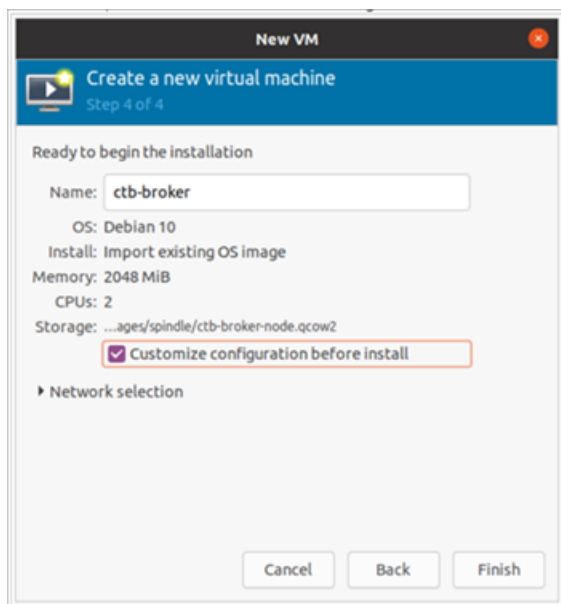 New VM
Create a new virtual machine
Step 4 of 4
Ready to begin the installation
Name: ctb-broker
OS: Debian 10
Install: Import existing OS image
Memory: 2048 MiB
CPUs: 2
Storage: ...ages/spindle/ctb-broker-node.qcow2
Customize configuration before install
Network selection
Cancel Back Finish